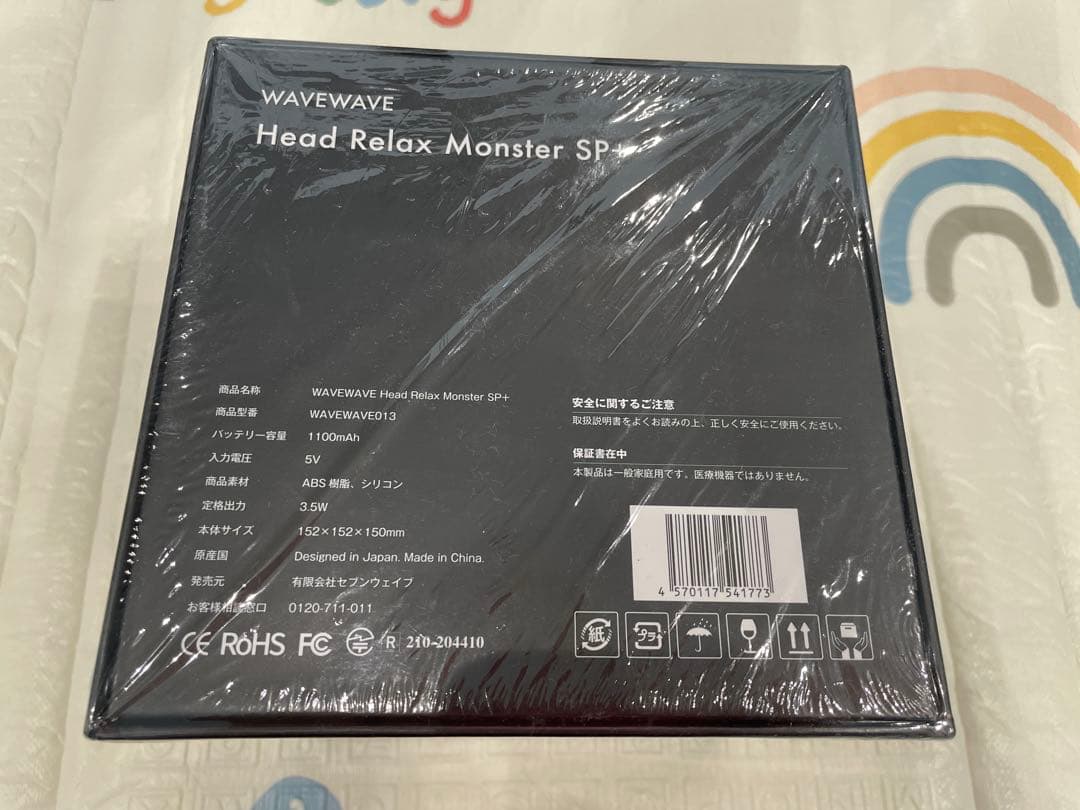 WAVEWAVE
Head Relax Monster SP+
商品名称 WAVEWAVE Head Relax Monster SP+
商品型番 WAVEWAVE013
バッテリー容量 1100mAh
入力電圧 5V
商品素材 ABS 樹脂、シリコン
定格出力 3.5W
本体サイズ 152×152×150mm
原産国 Designed in Japan. Made in China.
発売元 有限会社セブンウェイブ
お客様相談窓口 0120-711-011
CE RoHS FC R 210-204410
安全に関するご注意
取扱説明書をよくお読みの上、正しく安全にご使用ください。
保証書在中
本製品は一般家庭用です。医療機器ではありません。
4 570117 541773
紙 プラ